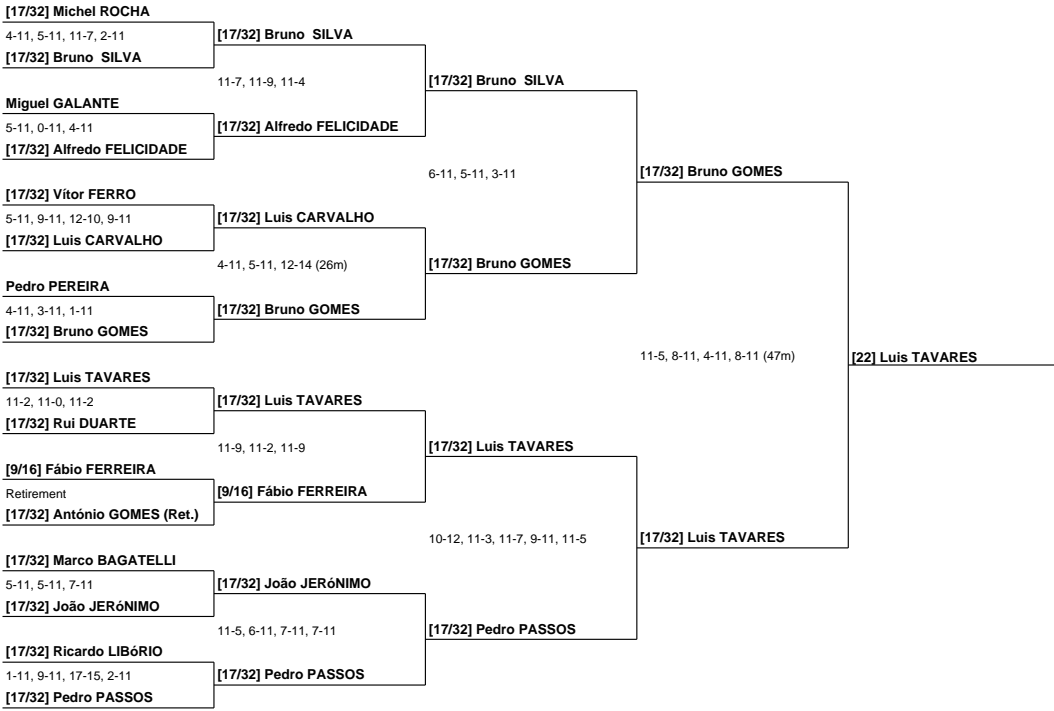 [17/32] Michel ROCHA
4-11, 5-11, 11-7, 2-11
[17/32] Bruno  SILVA
[17/32] Bruno  SILVA
11-7, 11-9, 11-4
[17/32] Bruno  SILVA
Miguel GALANTE
5-11, 0-11, 4-11
[17/32] Alfredo FELICIDADE
[17/32] Alfredo FELICIDADE
6-11, 5-11, 3-11
[17/32] Bruno GOMES
[17/32] Vítor FERRO
5-11, 9-11, 12-10, 9-11
[17/32] Luis CARVALHO
[17/32] Luis CARVALHO
4-11, 5-11, 12-14 (26m)
[17/32] Bruno GOMES
Pedro PEREIRA
4-11, 3-11, 1-11
[17/32] Bruno GOMES
[17/32] Bruno GOMES
11-5, 8-11, 4-11, 8-11 (47m)
[22] Luis TAVARES
[17/32] Luis TAVARES
11-2, 11-0, 11-2
[17/32] Rui DUARTE
[17/32] Luis TAVARES
11-9, 11-2, 11-9
[17/32] Luis TAVARES
[9/16] Fábio FERREIRA
Retirement
[17/32] António GOMES (Ret.)
[9/16] Fábio FERREIRA
10-12, 11-3, 11-7, 9-11, 11-5
[17/32] Luis TAVARES
[17/32] Marco BAGATELLI
5-11, 5-11, 7-11
[17/32] João JERóNIMO
[17/32] João JERóNIMO
11-5, 6-11, 7-11, 7-11
[17/32] Pedro PASSOS
[17/32] Ricardo LIBóRIO
1-11, 9-11, 17-15, 2-11
[17/32] Pedro PASSOS
[17/32] Pedro PASSOS